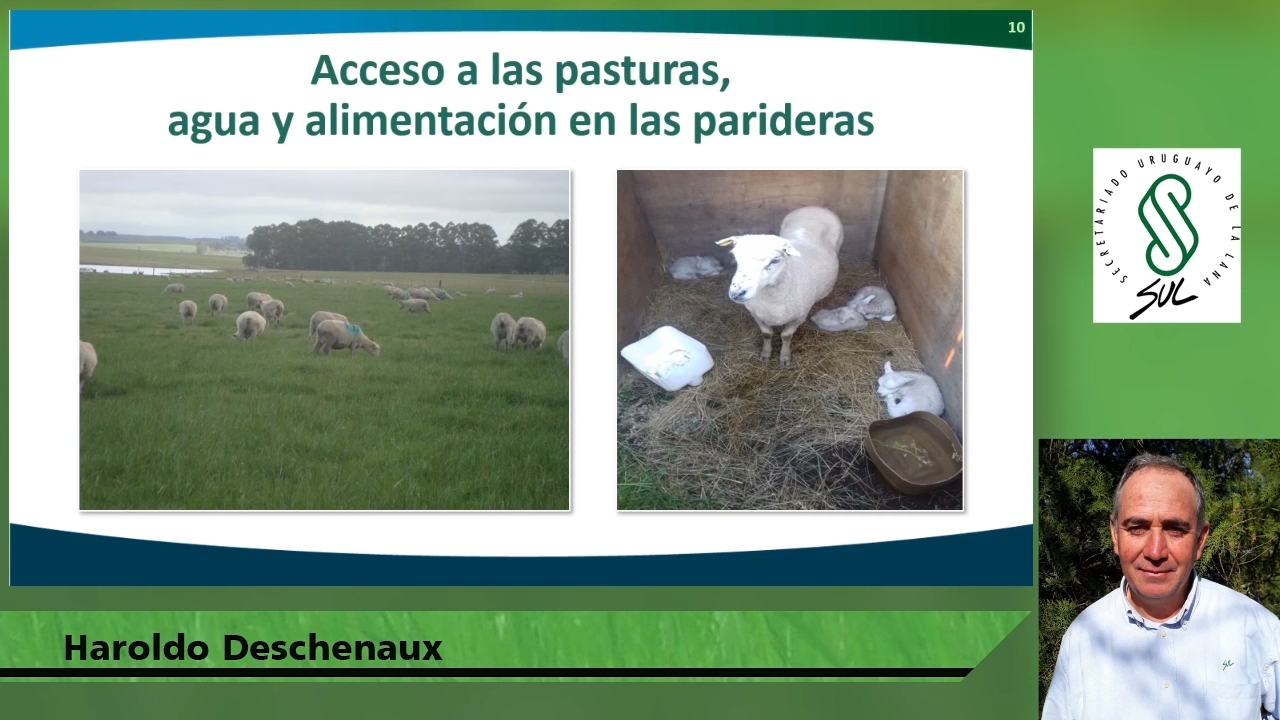 10
Acceso a las pasturas,
agua y alimentación en las parideras
SECRETARIADO URUGUAYO DE LA LANA
SUL
Haroldo Deschenaux